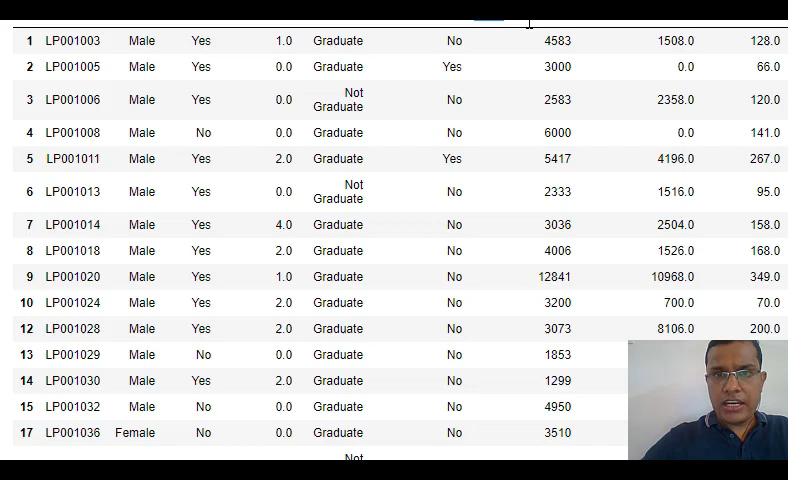 1 LP001003 Male Yes 1.0 Graduate No 4583 1508.0 128.0
2 LP001005 Male Yes 0.0 Graduate Yes 3000 0.0 66.0
3 LP001006 Male Yes 0.0 Not Graduate No 2583 2358.0 120.0
4 LP001008 Male No 0.0 Graduate No 6000 0.0 141.0
5 LP001011 Male Yes 2.0 Graduate Yes 5417 4196.0 267.0
6 LP001013 Male Yes 0.0 Not Graduate No 2333 1516.0 95.0
7 LP001014 Male Yes 4.0 Graduate No 3036 2504.0 158.0
8 LP001018 Male Yes 2.0 Graduate No 4006 1526.0 168.0
9 LP001020 Male Yes 1.0 Graduate No 12841 10968.0 349.0
10 LP001024 Male Yes 2.0 Graduate No 3200 700.0 70.0
12 LP001028 Male Yes 2.0 Graduate No 3073 8106.0 200.0
13 LP001029 Male No 0.0 Graduate No 1853
14 LP001030 Male Yes 2.0 Graduate No 1299
15 LP001032 Male No 0.0 Graduate No 4950
17 LP001036 Female No 0.0 Graduate No 3510
Not